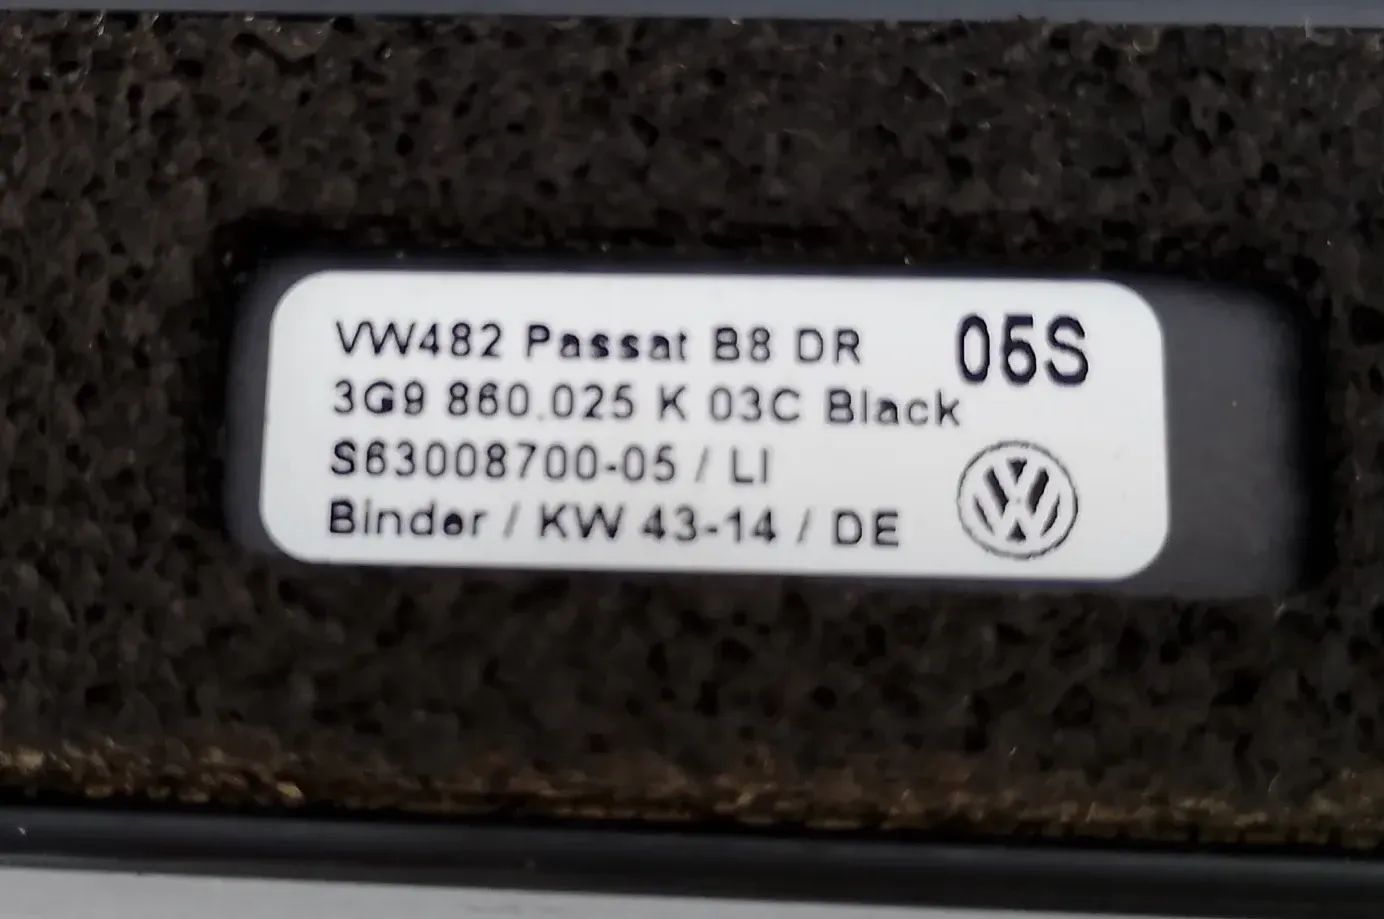 VW482 Passat B8 DR 05S
3G9 860.025 K 03C Black
S63008700-05 / LI
Binder / KW 43-14 / DE